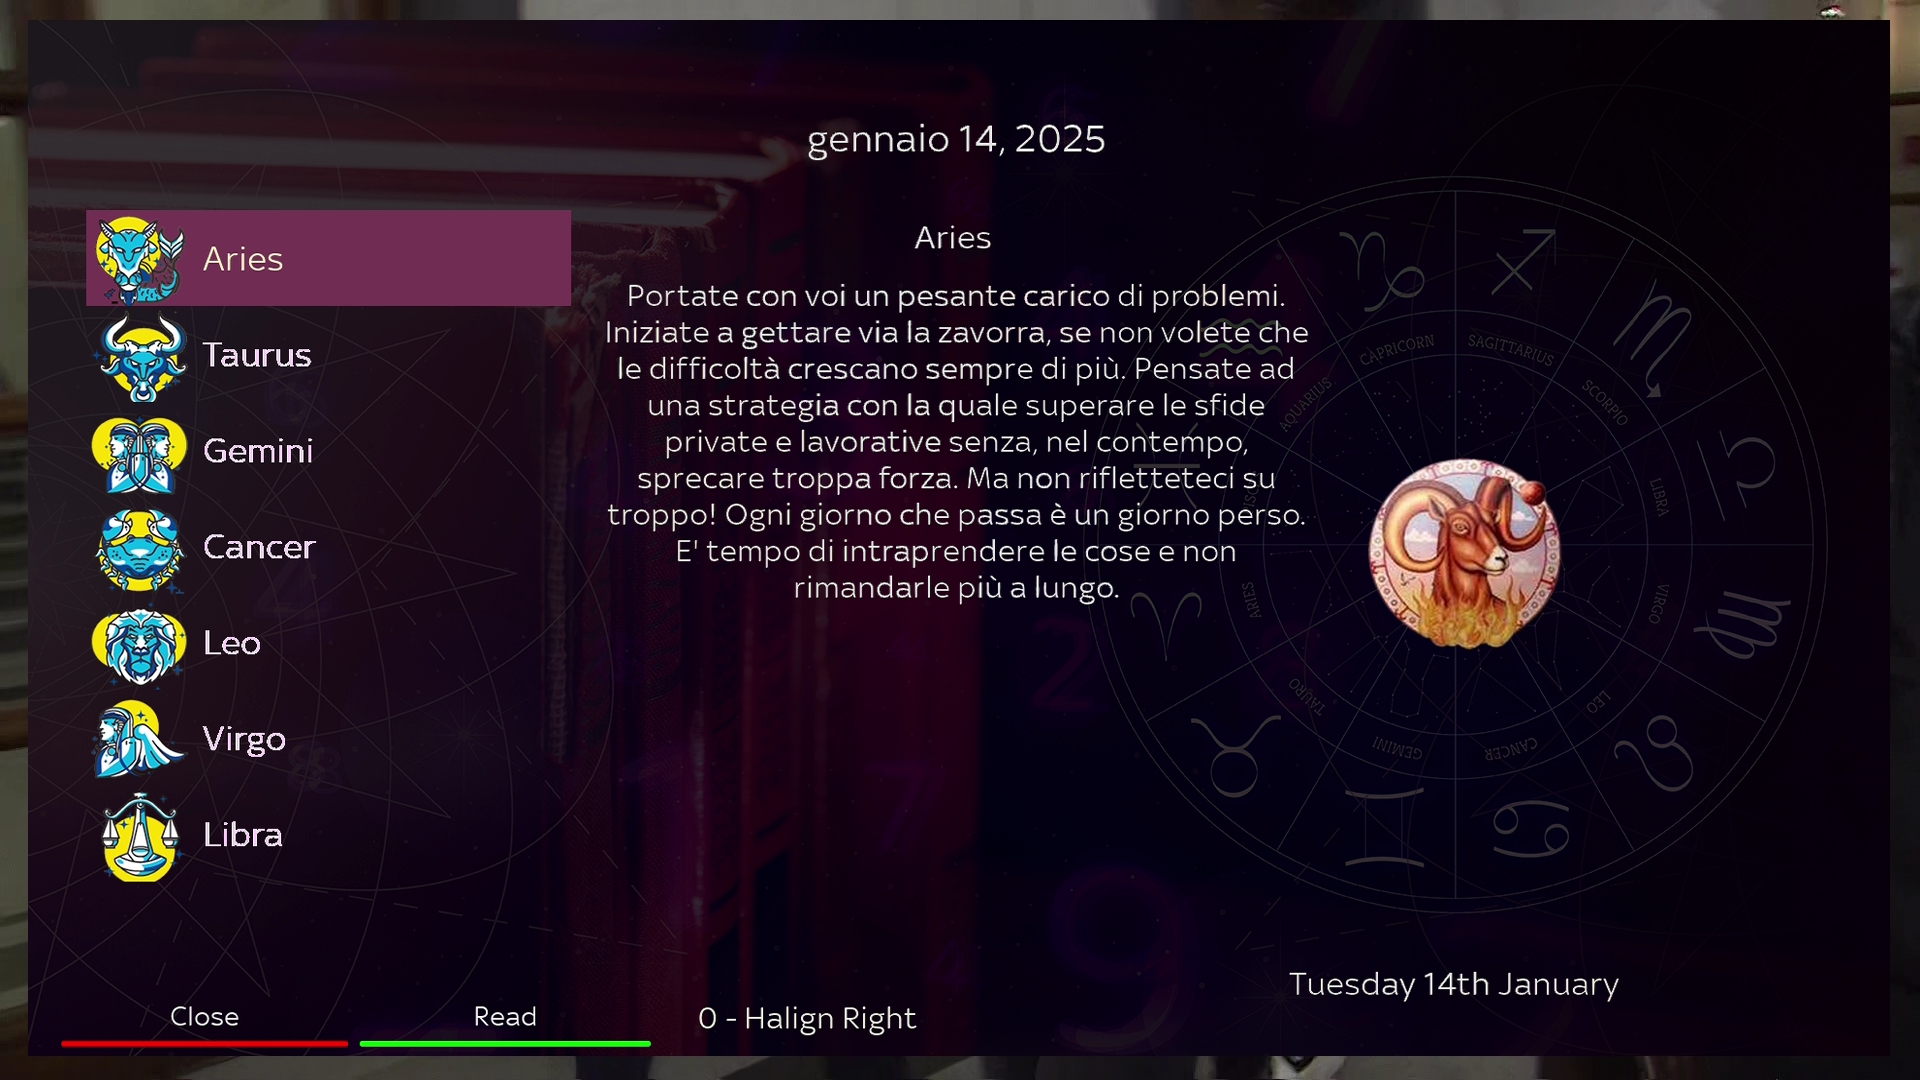 gennaio 14, 2025
Aries
Taurus
Gemini
Cancer
Leo
Virgo
Libra
Aries
Portate con voi un pesante carico di problemi.
Iniziate a gettare via la zavorra, se non volete che
le difficoltà crescano sempre di più. Pensate ad
una strategia con la quale superare le sfide
private e lavorative senza, nel contempo,
sprecare troppa forza. Ma non rifletteteci su
troppo! Ogni giorno che passa è un giorno perso.
E' tempo di intraprendere le cose e non
rimandarle più a lungo.
CAPRICORN
SAGITTARIUS
SCORPIO
LIBRA
VIRGO
LEO
CANCER
GEMINI
TAURO
ARIES
AQUARIUS
Tuesday 14th January
Close
Read
0 - Halign Right